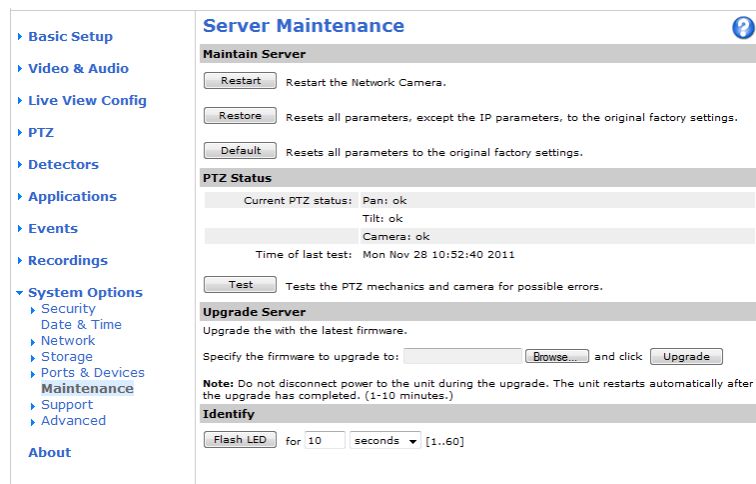 Basic Setup
Video & Audio
Live View Config
PTZ
Detectors
Applications
Events
Recordings
System Options
Security
Date & Time
Network
Storage
Ports & Devices
Maintenance
Support
Advanced
About
Server Maintenance
?
Maintain Server
Restart Restart the Network Camera.
Restore Resets all parameters, except the IP parameters, to the original factory settings.
Default Resets all parameters to the original factory settings.
PTZ Status
Current PTZ status: Pan: ok
Tilt: ok
Camera: ok
Time of last test: Mon Nov 28 10:52:40 2011
Test Tests the PTZ mechanics and camera for possible errors.
Upgrade Server
Upgrade the with the latest firmware.
Specify the firmware to upgrade to: Browse... and click Upgrade
Note: Do not disconnect power to the unit during the upgrade. The unit restarts automatically after
the upgrade has completed. (1-10 minutes.)
Identify
Flash LED for 10 seconds [1..60]